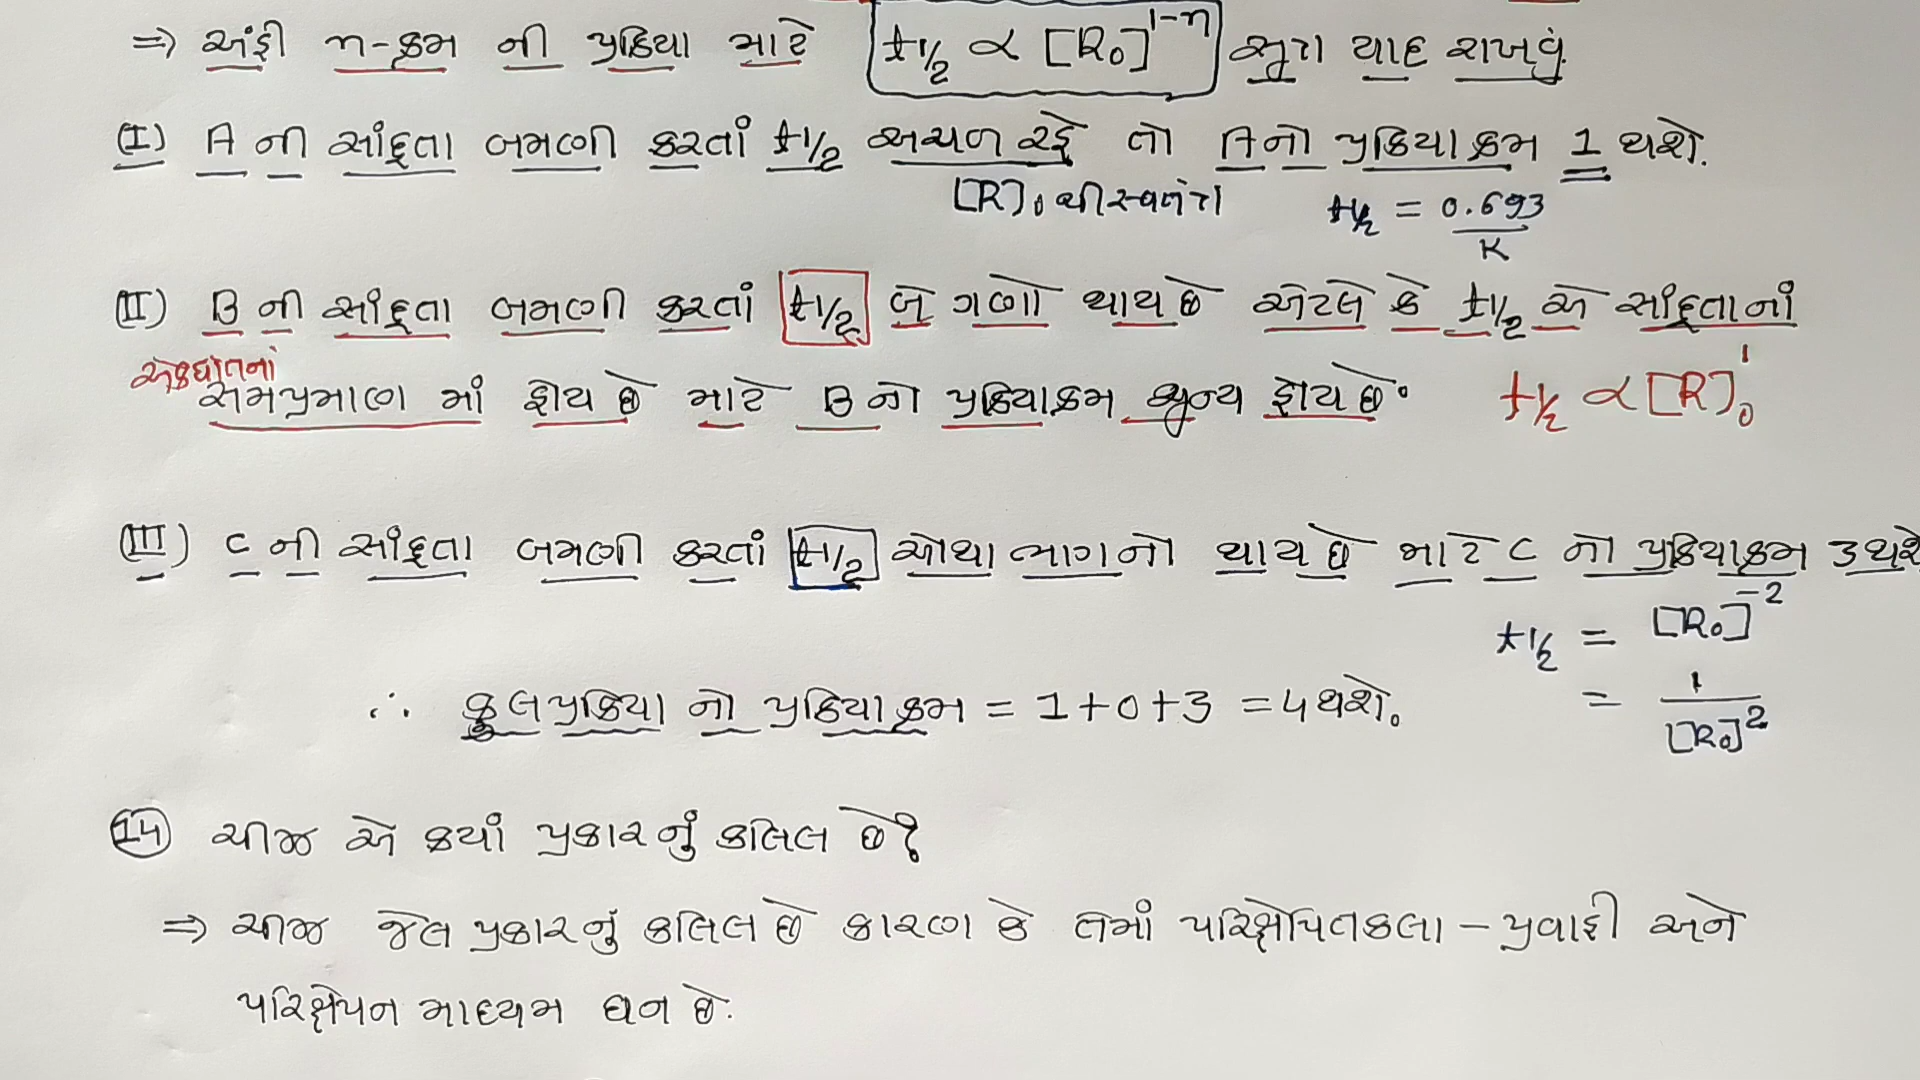 ⇒ અહીં n-ક્રમ ની પ્રક્રિયા માટે t1/2 ∝ [R₀]¹⁻ⁿ સૂત્ર યાદ રાખવું
(I) A ની સાંદ્રતા બમણી કરતાં t1/2 અચળ રહે તો A નો પ્રક્રિયા ક્રમ 1 થશે.
[R]₀ થી સ્વતંત્ર t1/2 = 0.693/K
(II) B ની સાંદ્રતા બમણી કરતાં t1/2 બે ગણો થાય છે એટલે કે t1/2 એ સાંદ્રતાનાં
એકઘાતનાં
સમપ્રમાણ માં હોય છે માટે B નો પ્રક્રિયાક્રમ શૂન્ય હોય છે. t1/2 ∝ [R]₀¹
(III) C ની સાંદ્રતા બમણી કરતાં t1/2 ચોથા ભાગનો થાય છે માટે C નો પ્રક્રિયાક્રમ 3 થશે
t1/2 = [R₀]⁻²
∴ કુલ પ્રક્રિયા નો પ્રક્રિયા ક્રમ = 1+0+3 = 4 થશે.
= 1/[R₀]²
(14) ચીઝ એ કયાં પ્રકારનું કલિલ છે?
⇒ ચીઝ જેલ પ્રકારનું કલિલ છે કારણ કે તેમાં પરિક્ષેપિતકલા – પ્રવાહી અને
પરિક્ષેપન માધ્યમ ઘન છે.